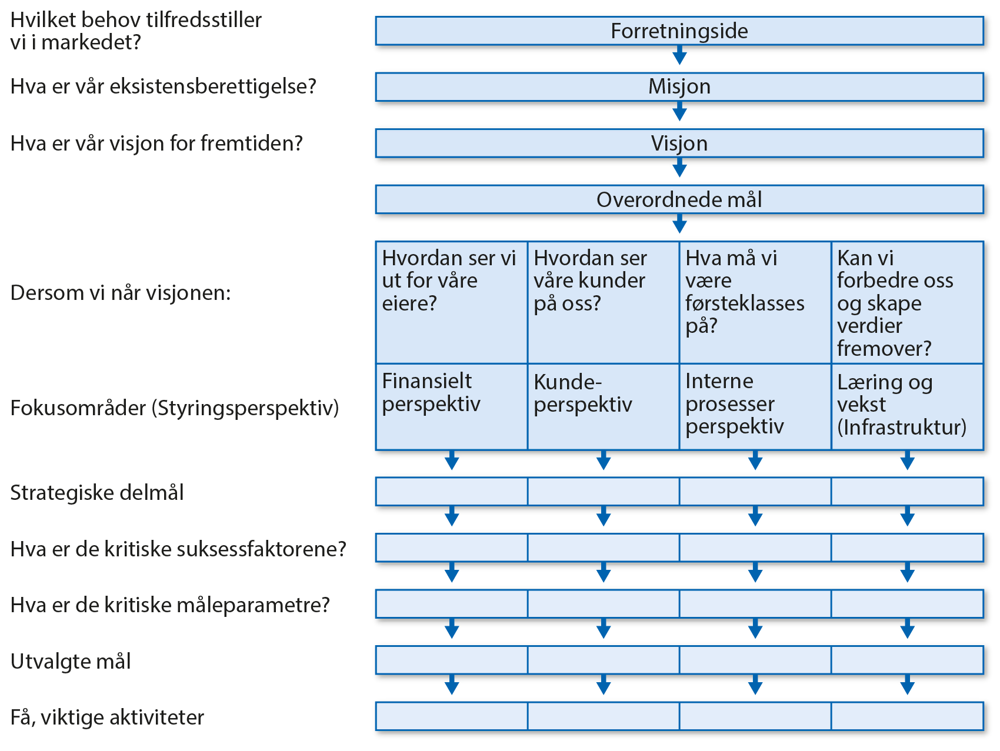 Hvilket behov tilfredsstiller
vi i markedet?
Forretningside
Hva er vår eksistensberettigelse?
Misjon
Hva er vår visjon for fremtiden?
Visjon
Overordnede mål
Dersom vi når visjonen:
Hvordan ser vi
ut for våre
eiere?
Hvordan ser
våre kunder
på oss?
Hva må vi
være
førsteklasses
på?
Kan vi
forbedre oss
og skape
verdier
fremover?
Fokusområder (Styringsperspektiv)
Finansielt
perspektiv
Kunde-
perspektiv
Interne
prosesser
perspektiv
Læring og
vekst
(Infrastruktur)
Strategiske delmål
Hva er de kritiske suksessfaktorene?
Hva er de kritiske måleparametre?
Utvalgte mål
Få, viktige aktiviteter